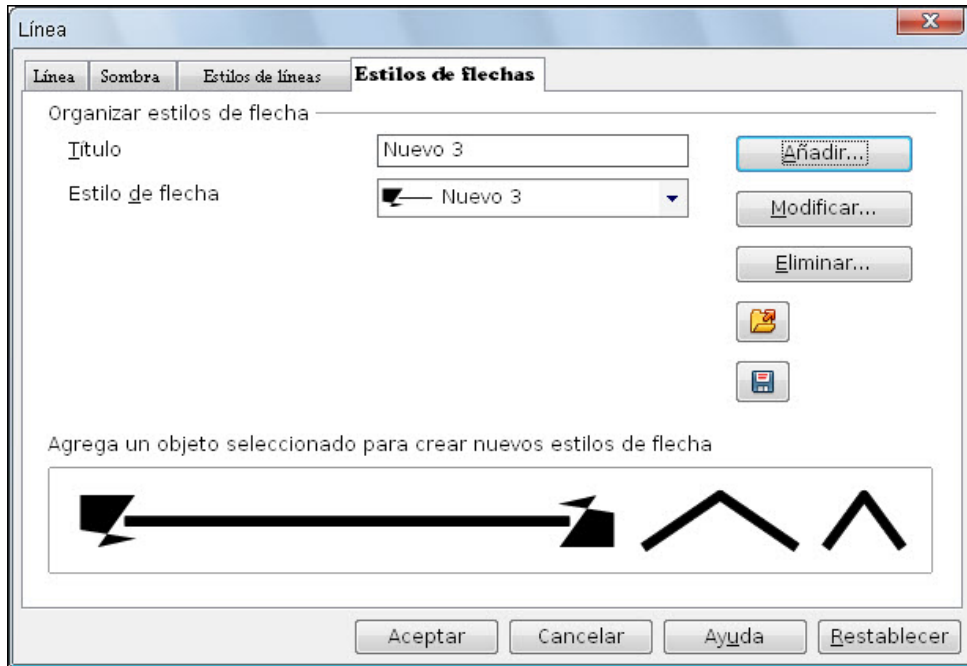 Línea
Línea Sombra Estilos de líneas Estilos de flechas
Organizar estilos de flecha
Título Nuevo 3 Añadir...
Estilo de flecha Nuevo 3 Modificar...
Eliminar...
Agrega un objeto seleccionado para crear nuevos estilos de flecha
Aceptar Cancelar Ayuda Restablecer